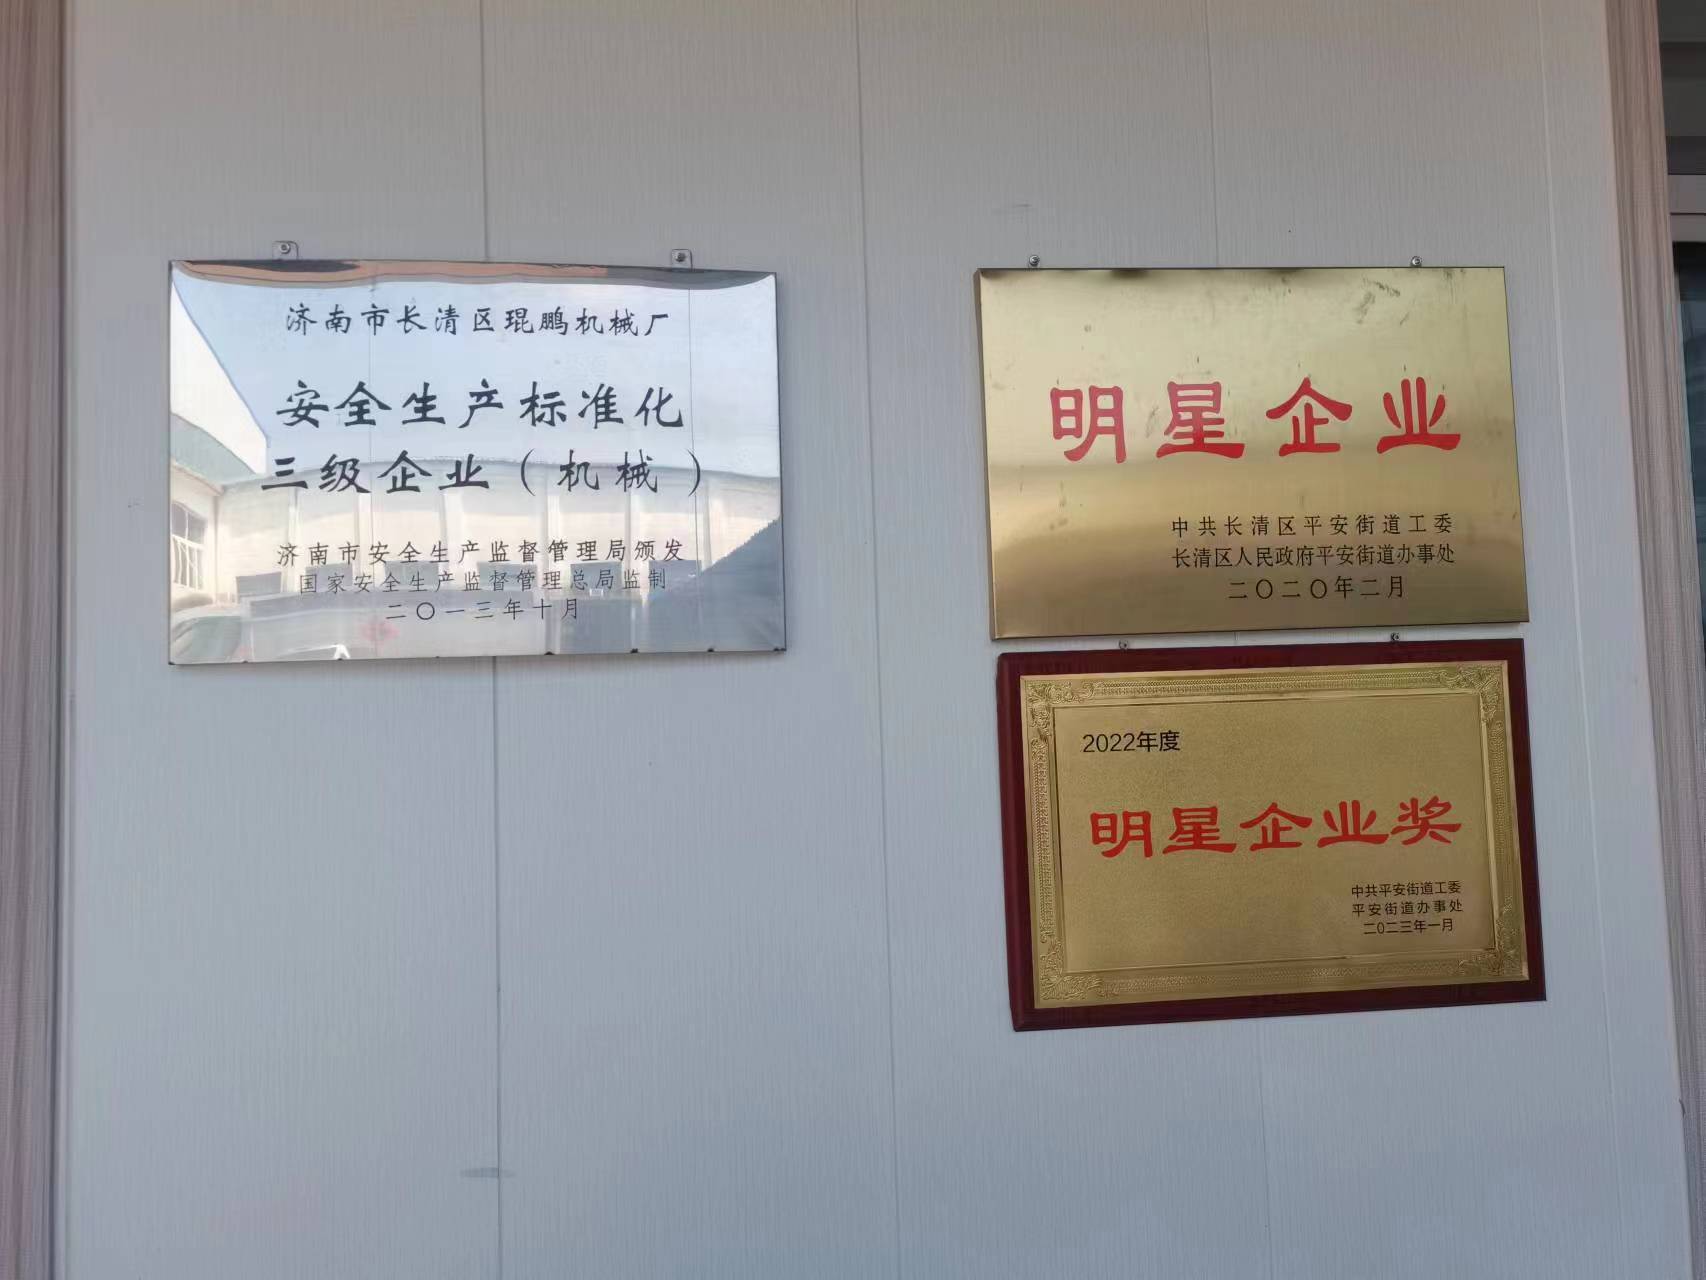 济南市长清区琨鹏机械厂
安全生产标准化
三级企业（机械）
济南市安全生产监督管理局颁发
国家安全生产监督管理总局监制
二〇一三年十月
明星企业
中共长清区平安街道工委
长清区人民政府平安街道办事处
二〇二〇年二月
2022年度
明星企业奖
中共平安街道工委
平安街道办事处
二〇二三年一月